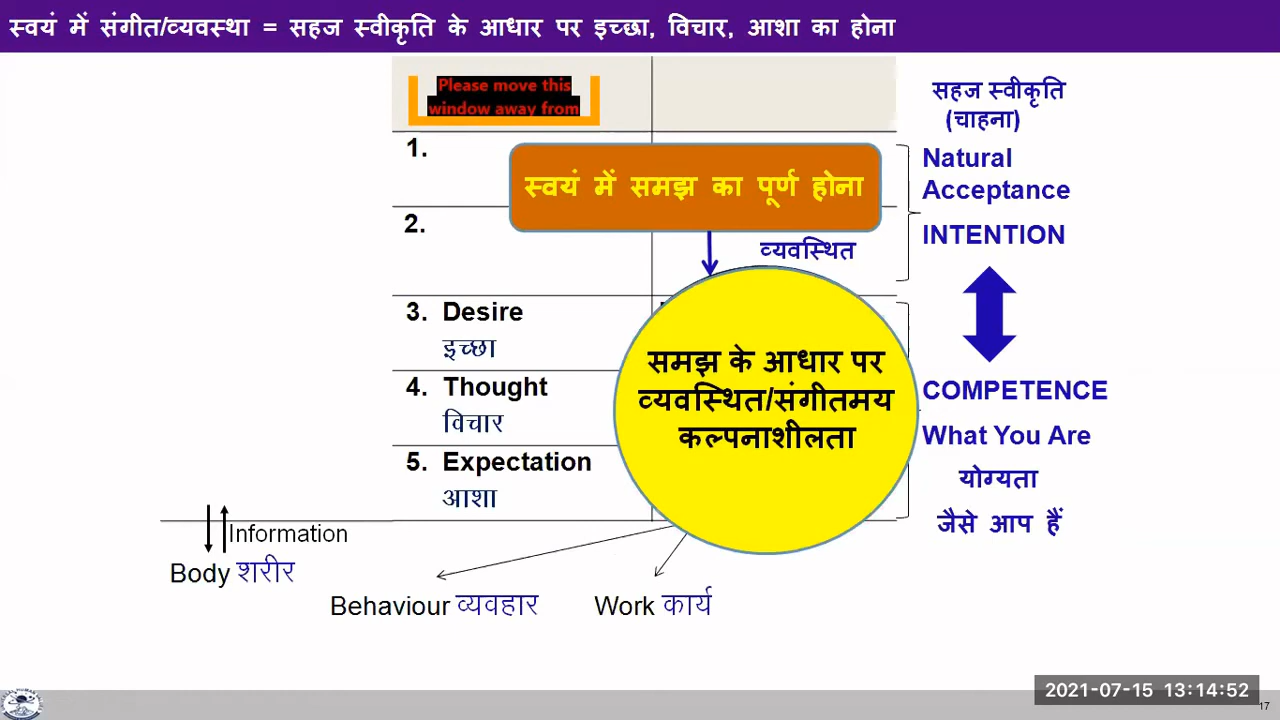 स्वयं में संगीत/व्यवस्था = सहज स्वीकृति के आधार पर इच्छा, विचार, आशा का होना
Please move this
window away from
सहज स्वीकृति
(चाहना)
1.
Natural
Acceptance
स्वयं में समझ का पूर्ण होना
2.
INTENTION
व्यवस्थित
3. Desire
इच्छा
समझ के आधार पर
व्यवस्थित/संगीतमय
कल्पनाशीलता
4. Thought
विचार
COMPETENCE
What You Are
5. Expectation
आशा
योग्यता
जैसे आप हैं
Information
Body शरीर
Behaviour व्यवहार
Work कार्य
2021-07-15 13:14:52
17